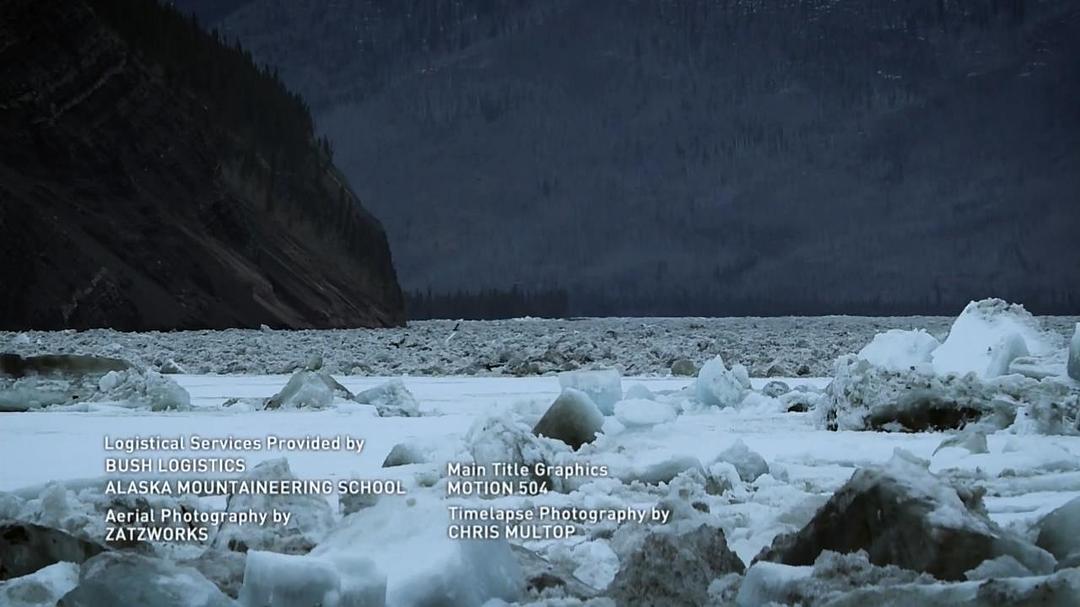 Logistical Services Provided by
BUSH LOGISTICS
ALASKA MOUNTAINEERING SCHOOL
Aerial Photography by
ZATZWORKS
Main Title Graphics
MOTION 504
Timelapse Photography by
CHRIS MULTOP